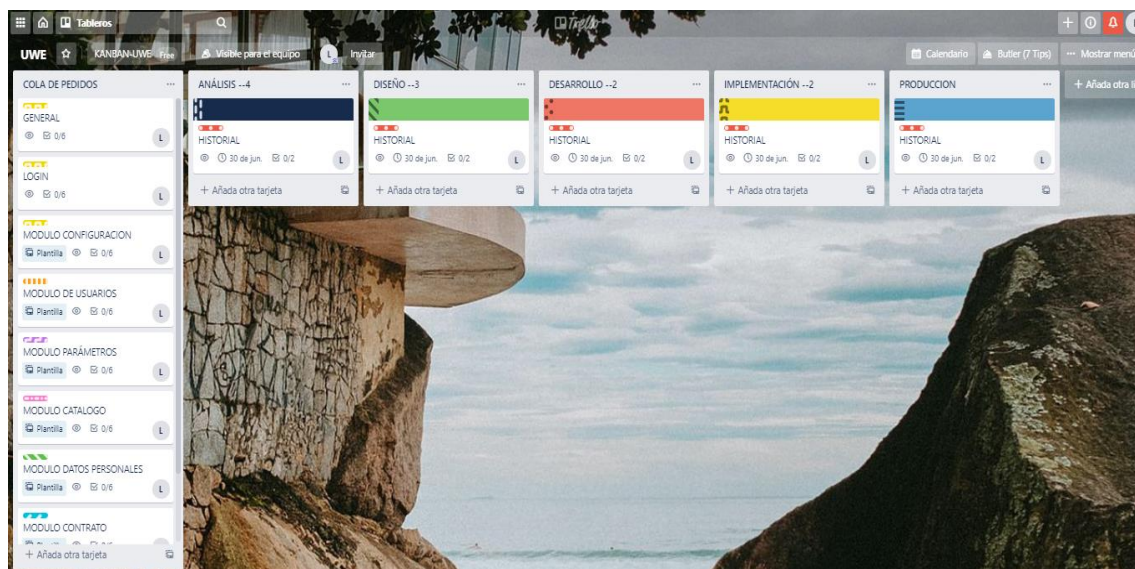 Tableros
Trello
UWE KANBAN-UWE Free Visible para el equipo L Invitar Calendario Butler (7 Tips) ... Mostrar menú
COLA DE PEDIDOS ...
GENERAL
0/6 L
LOGIN
0/6 L
MODULO CONFIGURACION
Plantilla 0/6 L
MODULO DE USUARIOS
Plantilla 0/6 L
MODULO PARÁMETROS
Plantilla 0/6 L
MODULO CATALOGO
Plantilla 0/6 L
MODULO DATOS PERSONALES
Plantilla 0/6 L
MODULO CONTRATO
+ Añada otra tarjeta
ANÁLISIS --4 ...
HISTORIAL
30 de jun. 0/2 L
+ Añada otra tarjeta
DISEÑO --3 ...
HISTORIAL
30 de jun. 0/2 L
+ Añada otra tarjeta
DESARROLLO --2 ...
HISTORIAL
30 de jun. 0/2 L
+ Añada otra tarjeta
IMPLEMENTACIÓN --2 ...
HISTORIAL
30 de jun. 0/2 L
+ Añada otra tarjeta
PRODUCCION ...
HISTORIAL
30 de jun. 0/2 L
+ Añada otra tarjeta
+ Añada otra li